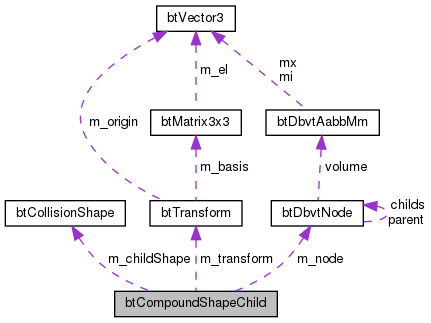 btVector3
mx
mi
m_el
m_origin
btMatrix3x3
btDbvtAabbMm
m_basis
volume
btCollisionShape
btTransform
btDbvtNode
childs
parent
m_childShape
m_transform
m_node
btCompoundShapeChild